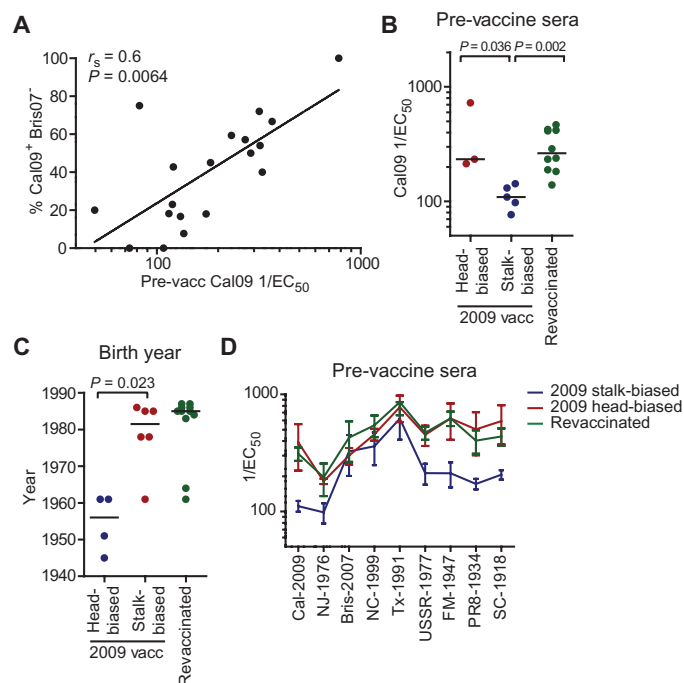 A
r_s = 0.6
P = 0.0064
100
80
60
40
20
0
% Cal09+ Bris07-
100
1000
Pre-vacc Cal09 1/EC50
B
Pre-vaccine sera
P = 0.036 P = 0.002
1000
100
Cal09 1/EC50
Head-
biased
Stalk-
biased
Revaccinated
2009 vacc
C
Birth year
P = 0.023
1990
1980
1970
1960
1950
1940
Year
Head-
biased
Stalk-
biased
Revaccinated
2009 vacc
D
Pre-vaccine sera
1000
100
1/EC50
Cal-2009
NJ-1976
Bris-2007
NC-1999
Tx-1991
USSR-1977
FM-1947
PR8-1934
SC-1918
2009 stalk-biased
2009 head-biased
Revaccinated